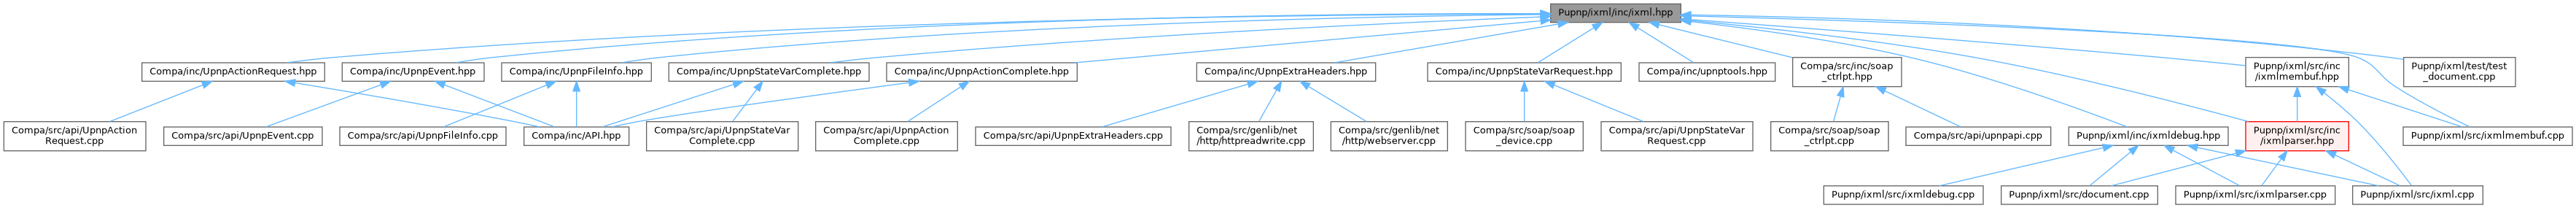 Pupnp/ixml/inc/ixml.hpp
Compa/inc/UpnpActionRequest.hpp
Compa/inc/UpnpEvent.hpp
Compa/inc/UpnpFileInfo.hpp
Compa/inc/UpnpStateVarComplete.hpp
Compa/inc/UpnpActionComplete.hpp
Compa/inc/UpnpExtraHeaders.hpp
Compa/inc/UpnpStateVarRequest.hpp
Compa/inc/upnptools.hpp
Compa/src/inc/soap
_ctrlpt.hpp
Pupnp/ixml/src/inc
/ixmlmembuf.hpp
Pupnp/ixml/test/test
_document.cpp
Compa/src/api/UpnpAction
Request.cpp
Compa/src/api/UpnpEvent.cpp
Compa/src/api/UpnpFileInfo.cpp
Compa/inc/API.hpp
Compa/src/api/UpnpStateVar
Complete.cpp
Compa/src/api/UpnpAction
Complete.cpp
Compa/src/api/UpnpExtraHeaders.cpp
Compa/src/genlib/net
/http/httpreadwrite.cpp
Compa/src/genlib/net
/http/webserver.cpp
Compa/src/soap/soap
_device.cpp
Compa/src/api/UpnpStateVar
Request.cpp
Compa/src/soap/soap
_ctrlpt.cpp
Compa/src/api/upnpapi.cpp
Pupnp/ixml/inc/ixmldebug.hpp
Pupnp/ixml/src/inc
/ixmlparser.hpp
Pupnp/ixml/src/ixmlmembuf.cpp
Pupnp/ixml/src/ixmldebug.cpp
Pupnp/ixml/src/document.cpp
Pupnp/ixml/src/ixmlparser.cpp
Pupnp/ixml/src/ixml.cpp